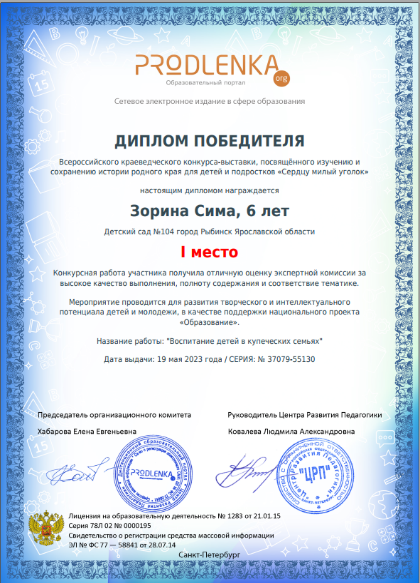 PRODLENKA
.org
Образовательный портал
Сетевое электронное издание в сфере образования
ДИПЛОМ ПОБЕДИТЕЛЯ
Всероссийского краеведческого конкурса-выставки, посвящённого изучению и
сохранению истории родного края для детей и подростков «Сердцу милый уголок»
настоящим дипломом награждается
Зорина Сима, 6 лет
Детский сад №104 город Рыбинск Ярославской области
I место
Конкурсная работа участника получила отличную оценку экспертной комиссии за
высокое качество выполнения, полноту содержания и соответствие тематике.
Мероприятие проводится для развития творческого и интеллектуального
потенциала детей и молодежи, в качестве поддержки национального проекта
«Образование».
Название работы: "Воспитание детей в купеческих семьях"
Дата выдачи: 19 мая 2023 года / СЕРИЯ: № 37079-55130
Председатель организационного комитета
Руководитель Центра Развития Педагогики
Хабарова Елена Евгеньевна
Ковалева Людмила Александровна
PRODLENKA
"ЦРП"
Лицензия на образовательную деятельность № 1283 от 21.01.15
Серия 78Л 02 № 0000195
Свидетельство о регистрации средства массовой информации
ЭЛ № ФС 77 — 58841 от 28.07.14
Санкт-Петербург